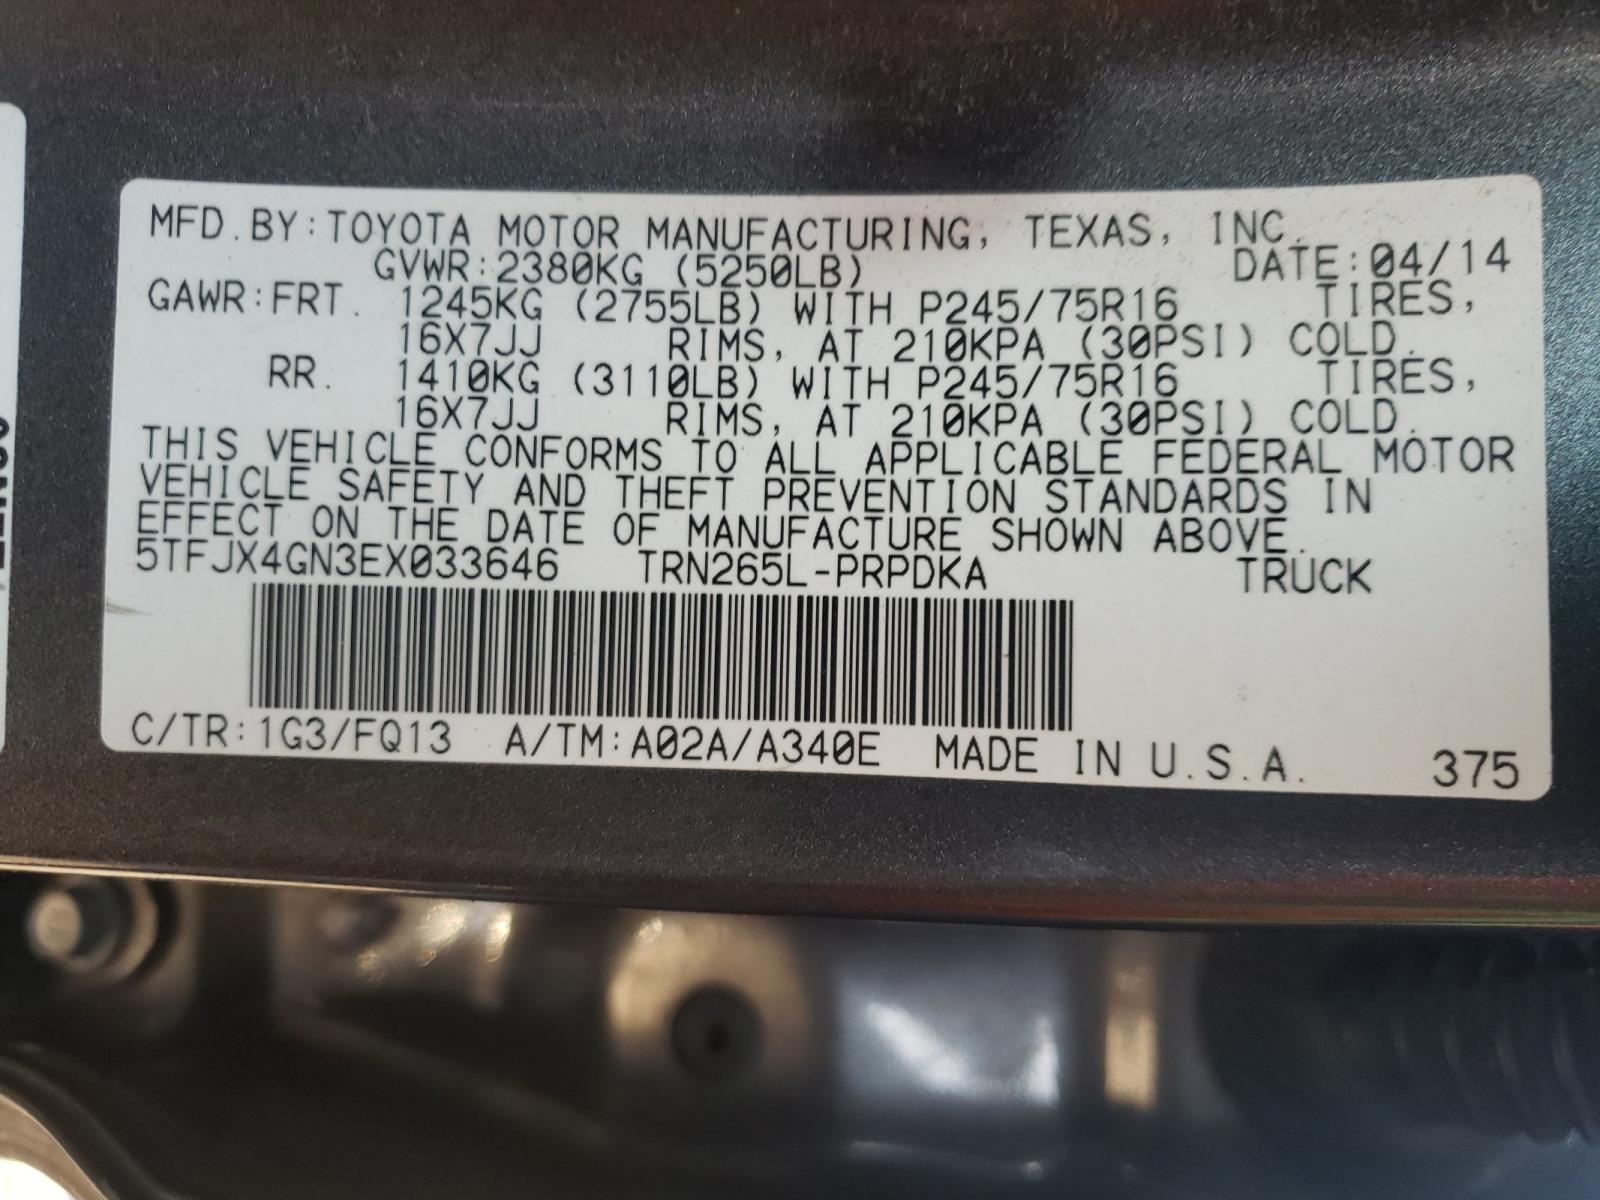 MFD.BY:TOYOTA MOTOR MANUFACTURING, TEXAS, INC.
GVWR:2380KG (5250LB) DATE:04/14
GAWR:FRT. 1245KG (2755LB) WITH P245/75R16 TIRES,
16X7JJ RIMS, AT 210KPA (30PSI) COLD.
RR. 1410KG (3110LB) WITH P245/75R16 TIRES,
16X7JJ RIMS, AT 210KPA (30PSI) COLD.
THIS VEHICLE CONFORMS TO ALL APPLICABLE FEDERAL MOTOR
VEHICLE SAFETY AND THEFT PREVENTION STANDARDS IN
EFFECT ON THE DATE OF MANUFACTURE SHOWN ABOVE.
5TFJX4GN3EX033646 TRN265L-PRPDKA TRUCK
C/TR:1G3/FQ13 A/TM:A02A/A340E MADE IN U.S.A. 375